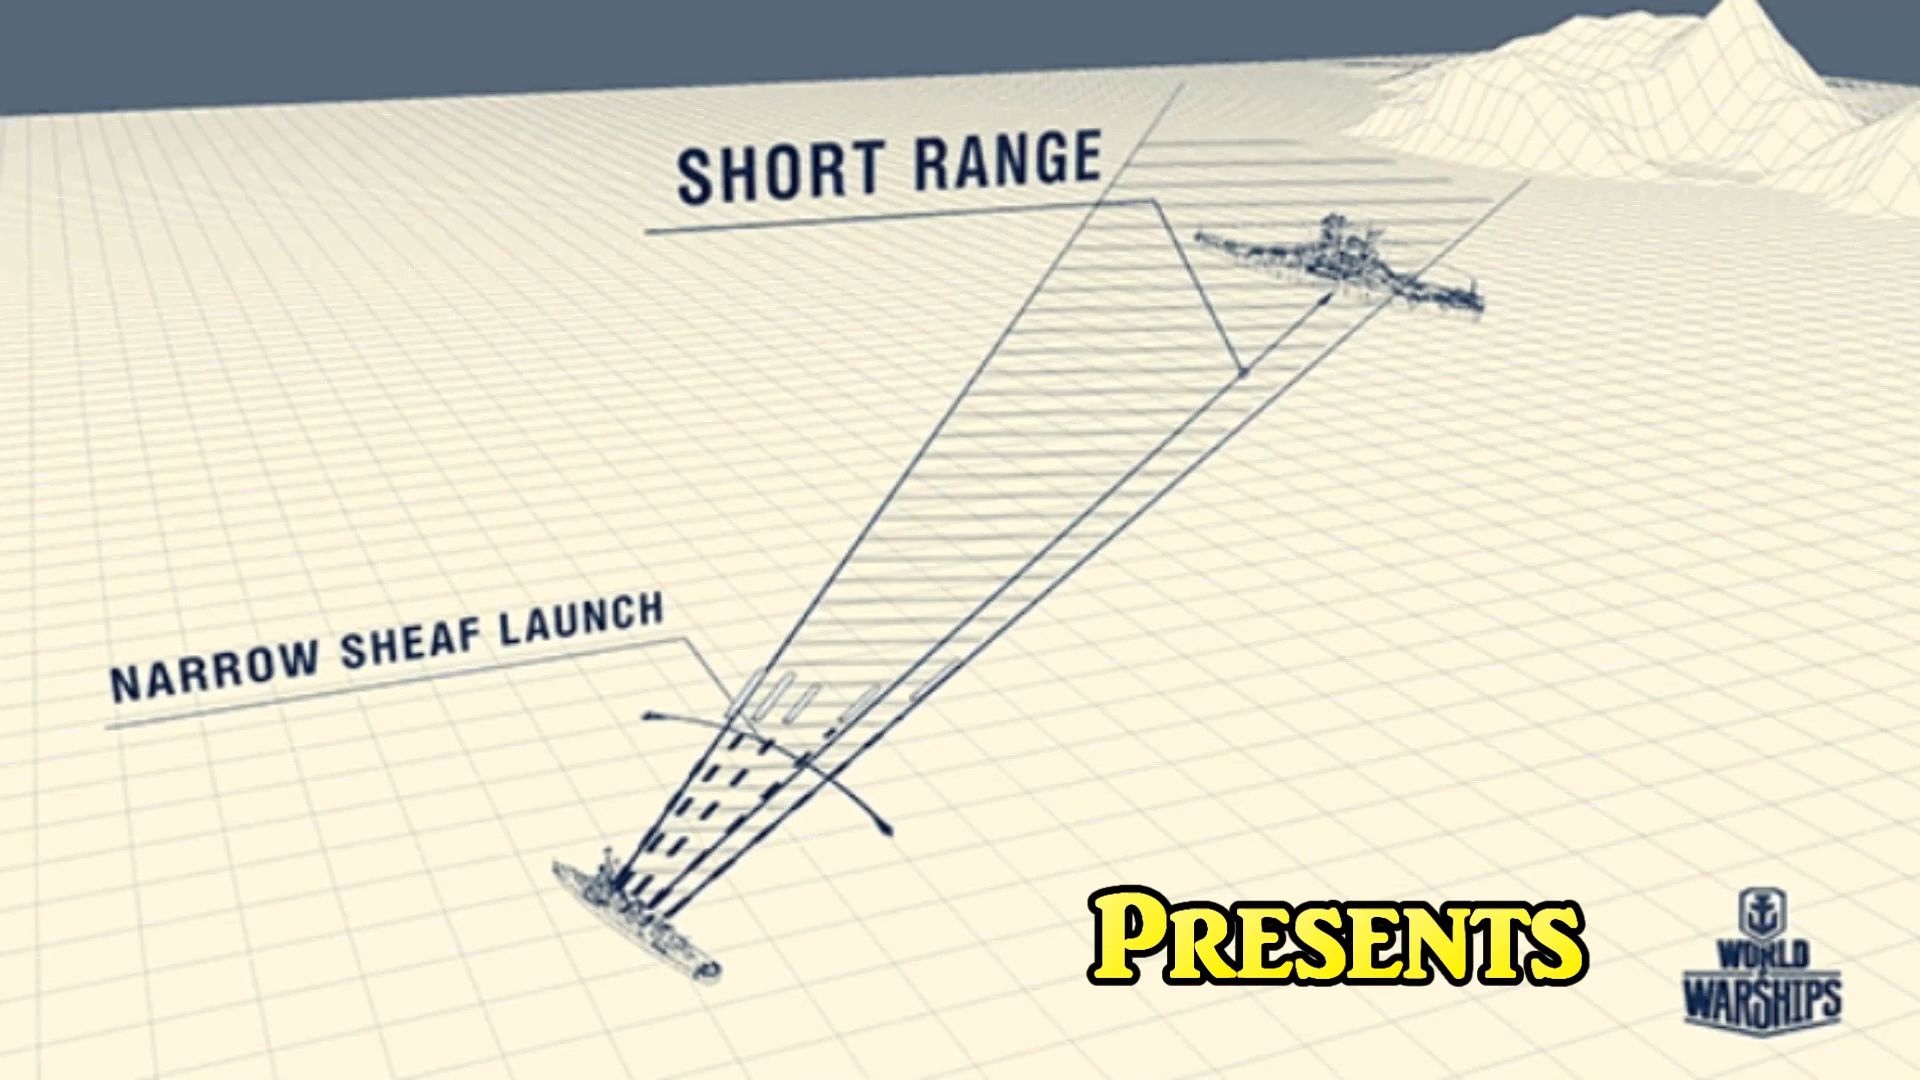 SHORT RANGE
NARROW SHEAF LAUNCH
PRESENTS
WORLD
WARSHIPS